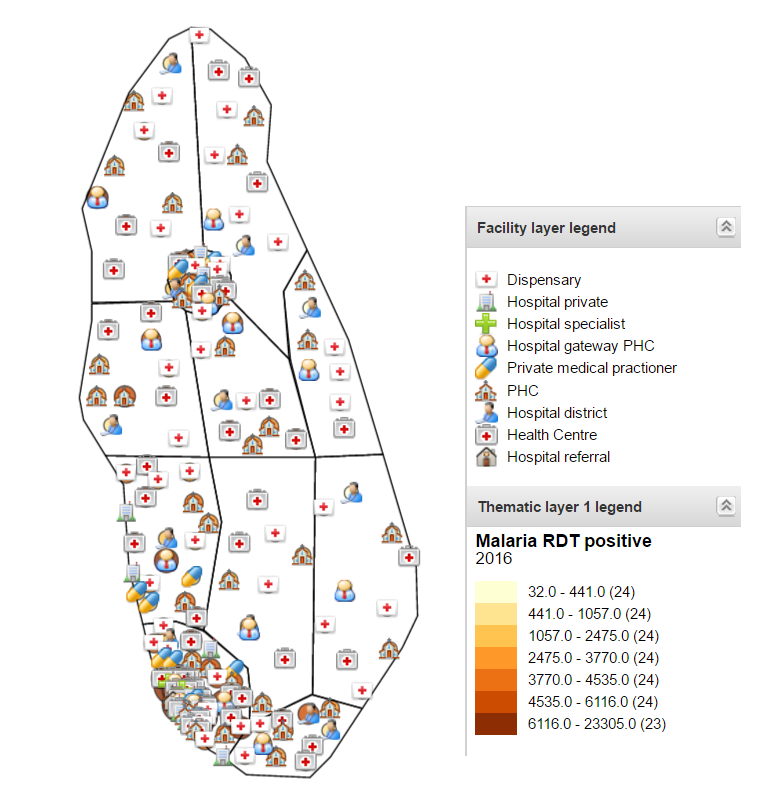 Facility layer legend
Dispensary
Hospital private
Hospital specialist
Hospital gateway PHC
Private medical practioner
PHC
Hospital district
Health Centre
Hospital referral
Thematic layer 1 legend
Malaria RDT positive
2016
32.0 - 441.0 (24)
441.0 - 1057.0 (24)
1057.0 - 2475.0 (24)
2475.0 - 3770.0 (24)
3770.0 - 4535.0 (24)
4535.0 - 6116.0 (24)
6116.0 - 23305.0 (23)